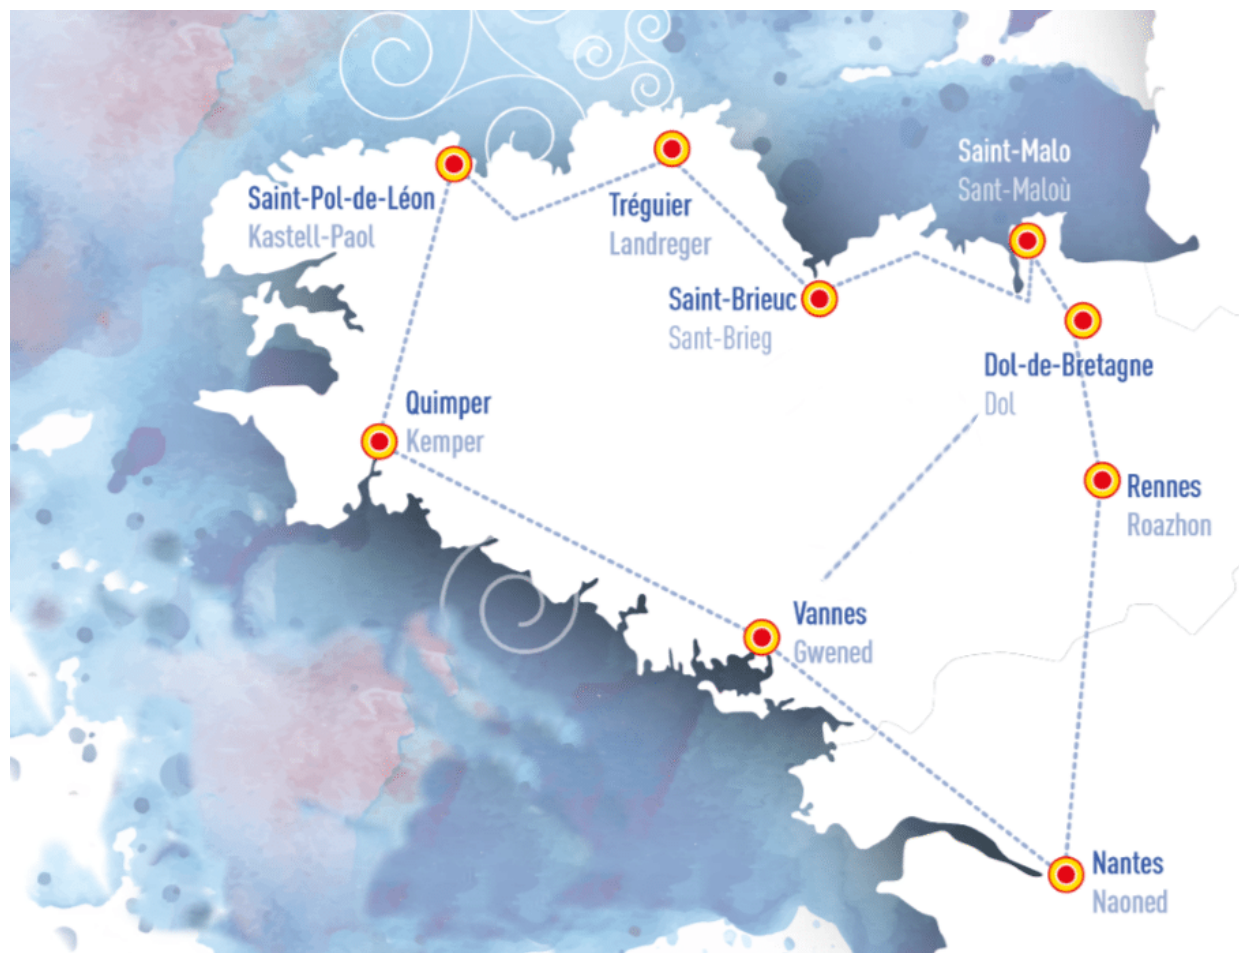 Saint-Malo
Sant-Maloù
Saint-Pol-de-Léon
Kastell-Paol
Tréguier
Landreger
Saint-Brieuc
Sant-Brieg
Dol-de-Bretagne
Dol
Quimper
Kemper
Rennes
Roazhon
Vannes
Gwened
Nantes
Naoned